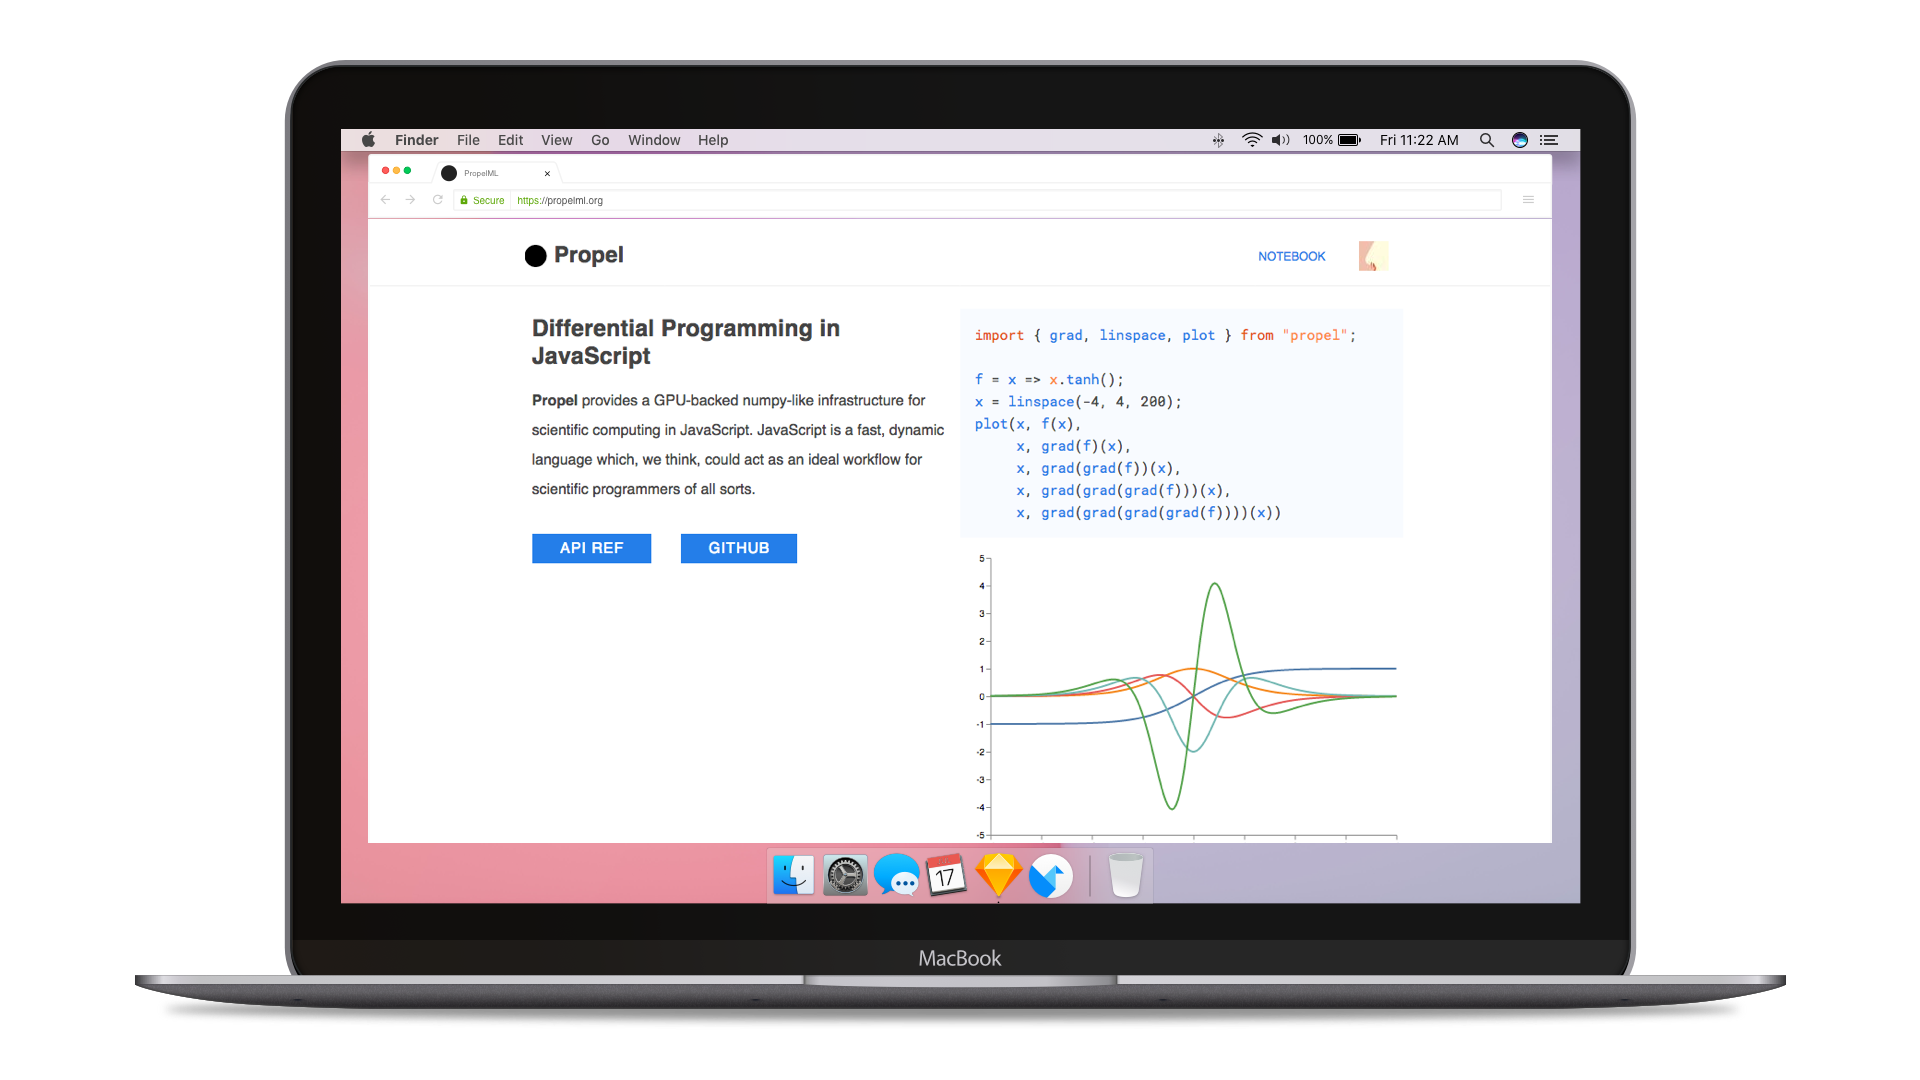 Finder File Edit View Go Window Help 100% Fri 11:22 AM
PropelML
Secure https://propelml.org
Propel
NOTEBOOK
Differential Programming in
JavaScript
Propel provides a GPU-backed numpy-like infrastructure for
scientific computing in JavaScript. JavaScript is a fast, dynamic
language which, we think, could act as an ideal workflow for
scientific programmers of all sorts.
API REF GITHUB
import { grad, linspace, plot } from "propel";
f = x => x.tanh();
x = linspace(-4, 4, 200);
plot(x, f(x),
x, grad(f)(x),
x, grad(grad(f))(x),
x, grad(grad(grad(f)))(x),
x, grad(grad(grad(grad(f))))(x))
5
4
3
2
1
0
-1
-2
-3
-4
-5
17
MacBook